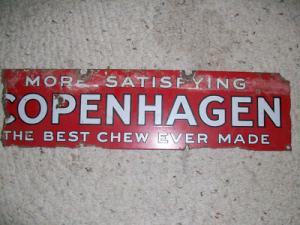 MORE SATISFYING
COPENHAGEN
THE BEST CHEW EVER MADE